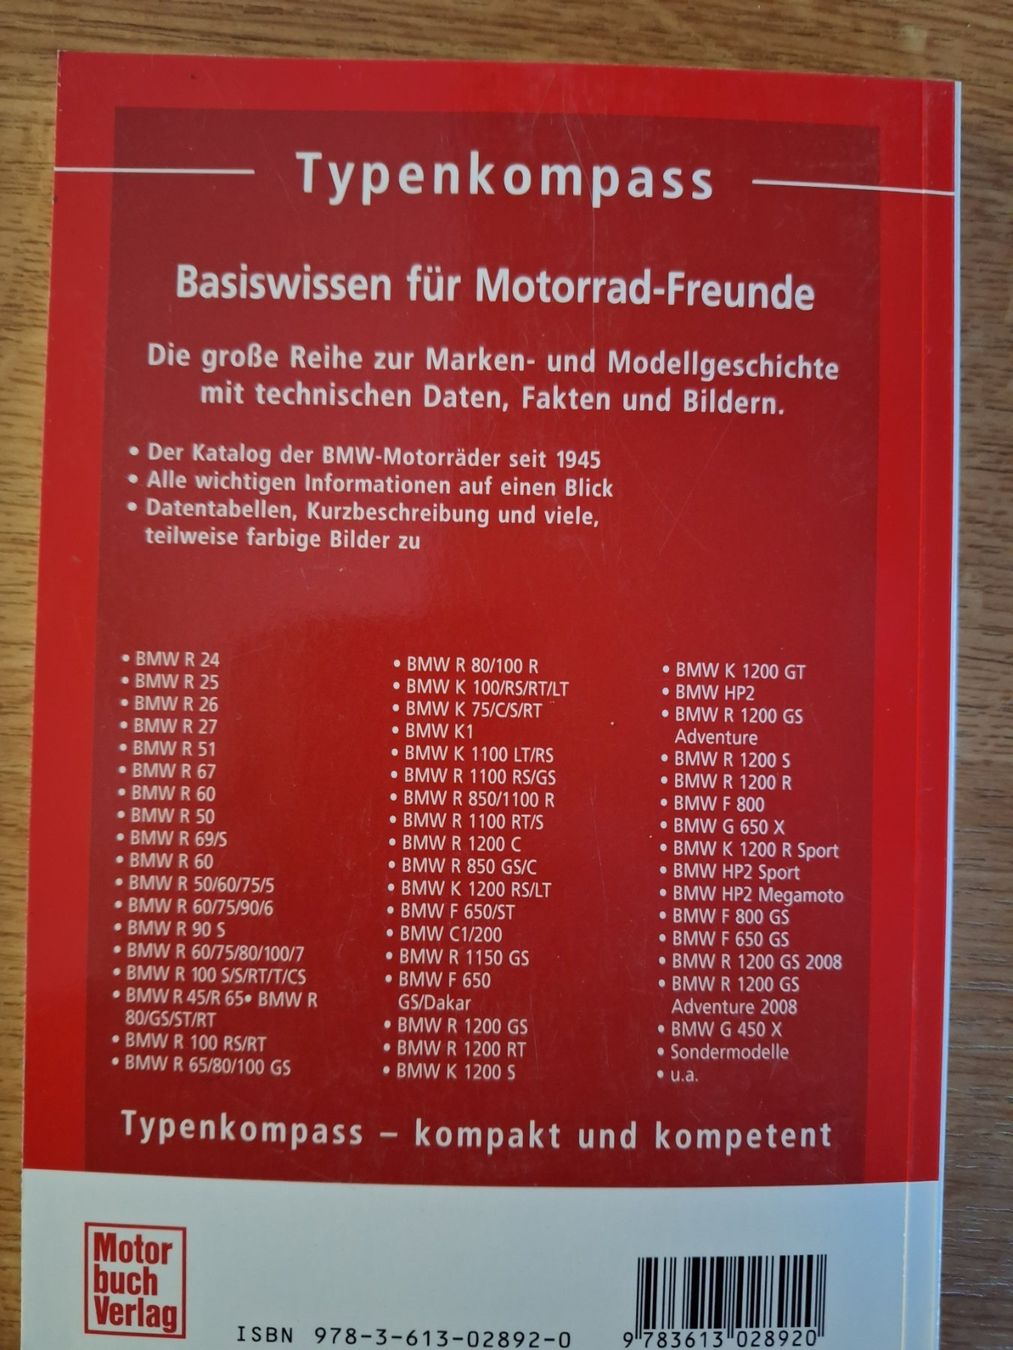 Typenkompass
Basiswissen für Motorrad-Freunde
Die große Reihe zur Marken- und Modellgeschichte
mit technischen Daten, Fakten und Bildern.
• Der Katalog der BMW-Motorräder seit 1945
• Alle wichtigen Informationen auf einen Blick
• Datentabellen, Kurzbeschreibung und viele,
teilweise farbige Bilder zu
• BMW R 24
• BMW R 25
• BMW R 26
• BMW R 27
• BMW R 51
• BMW R 67
• BMW R 60
• BMW R 50
• BMW R 69/S
• BMW R 60
• BMW R 50/60/75/5
• BMW R 60/75/90/6
• BMW R 90 S
• BMW R 60/75/80/100/7
• BMW R 100 S/S/RT/T/CS
• BMW R 45/R 65• BMW R
80/GS/ST/RT
• BMW R 100 RS/RT
• BMW R 65/80/100 GS
• BMW R 80/100 R
• BMW K 100/RS/RT/LT
• BMW K 75/C/S/RT
• BMW K1
• BMW K 1100 LT/RS
• BMW R 1100 RS/GS
• BMW R 850/1100 R
• BMW R 1100 RT/S
• BMW R 1200 C
• BMW R 850 GS/C
• BMW K 1200 RS/LT
• BMW F 650/ST
• BMW C1/200
• BMW R 1150 GS
• BMW F 650
GS/Dakar
• BMW R 1200 GS
• BMW R 1200 RT
• BMW K 1200 S
• BMW K 1200 GT
• BMW HP2
• BMW R 1200 GS
Adventure
• BMW R 1200 S
• BMW R 1200 R
• BMW F 800
• BMW G 650 X
• BMW K 1200 R Sport
• BMW HP2 Sport
• BMW HP2 Megamoto
• BMW F 800 GS
• BMW F 650 GS
• BMW R 1200 GS 2008
• BMW R 1200 GS
Adventure 2008
• BMW G 450 X
• Sondermodelle
• u.a.
Typenkompass – kompakt und kompetent
Motor
buch
Verlag
ISBN 978-3-613-02892-0
9 783613 028920